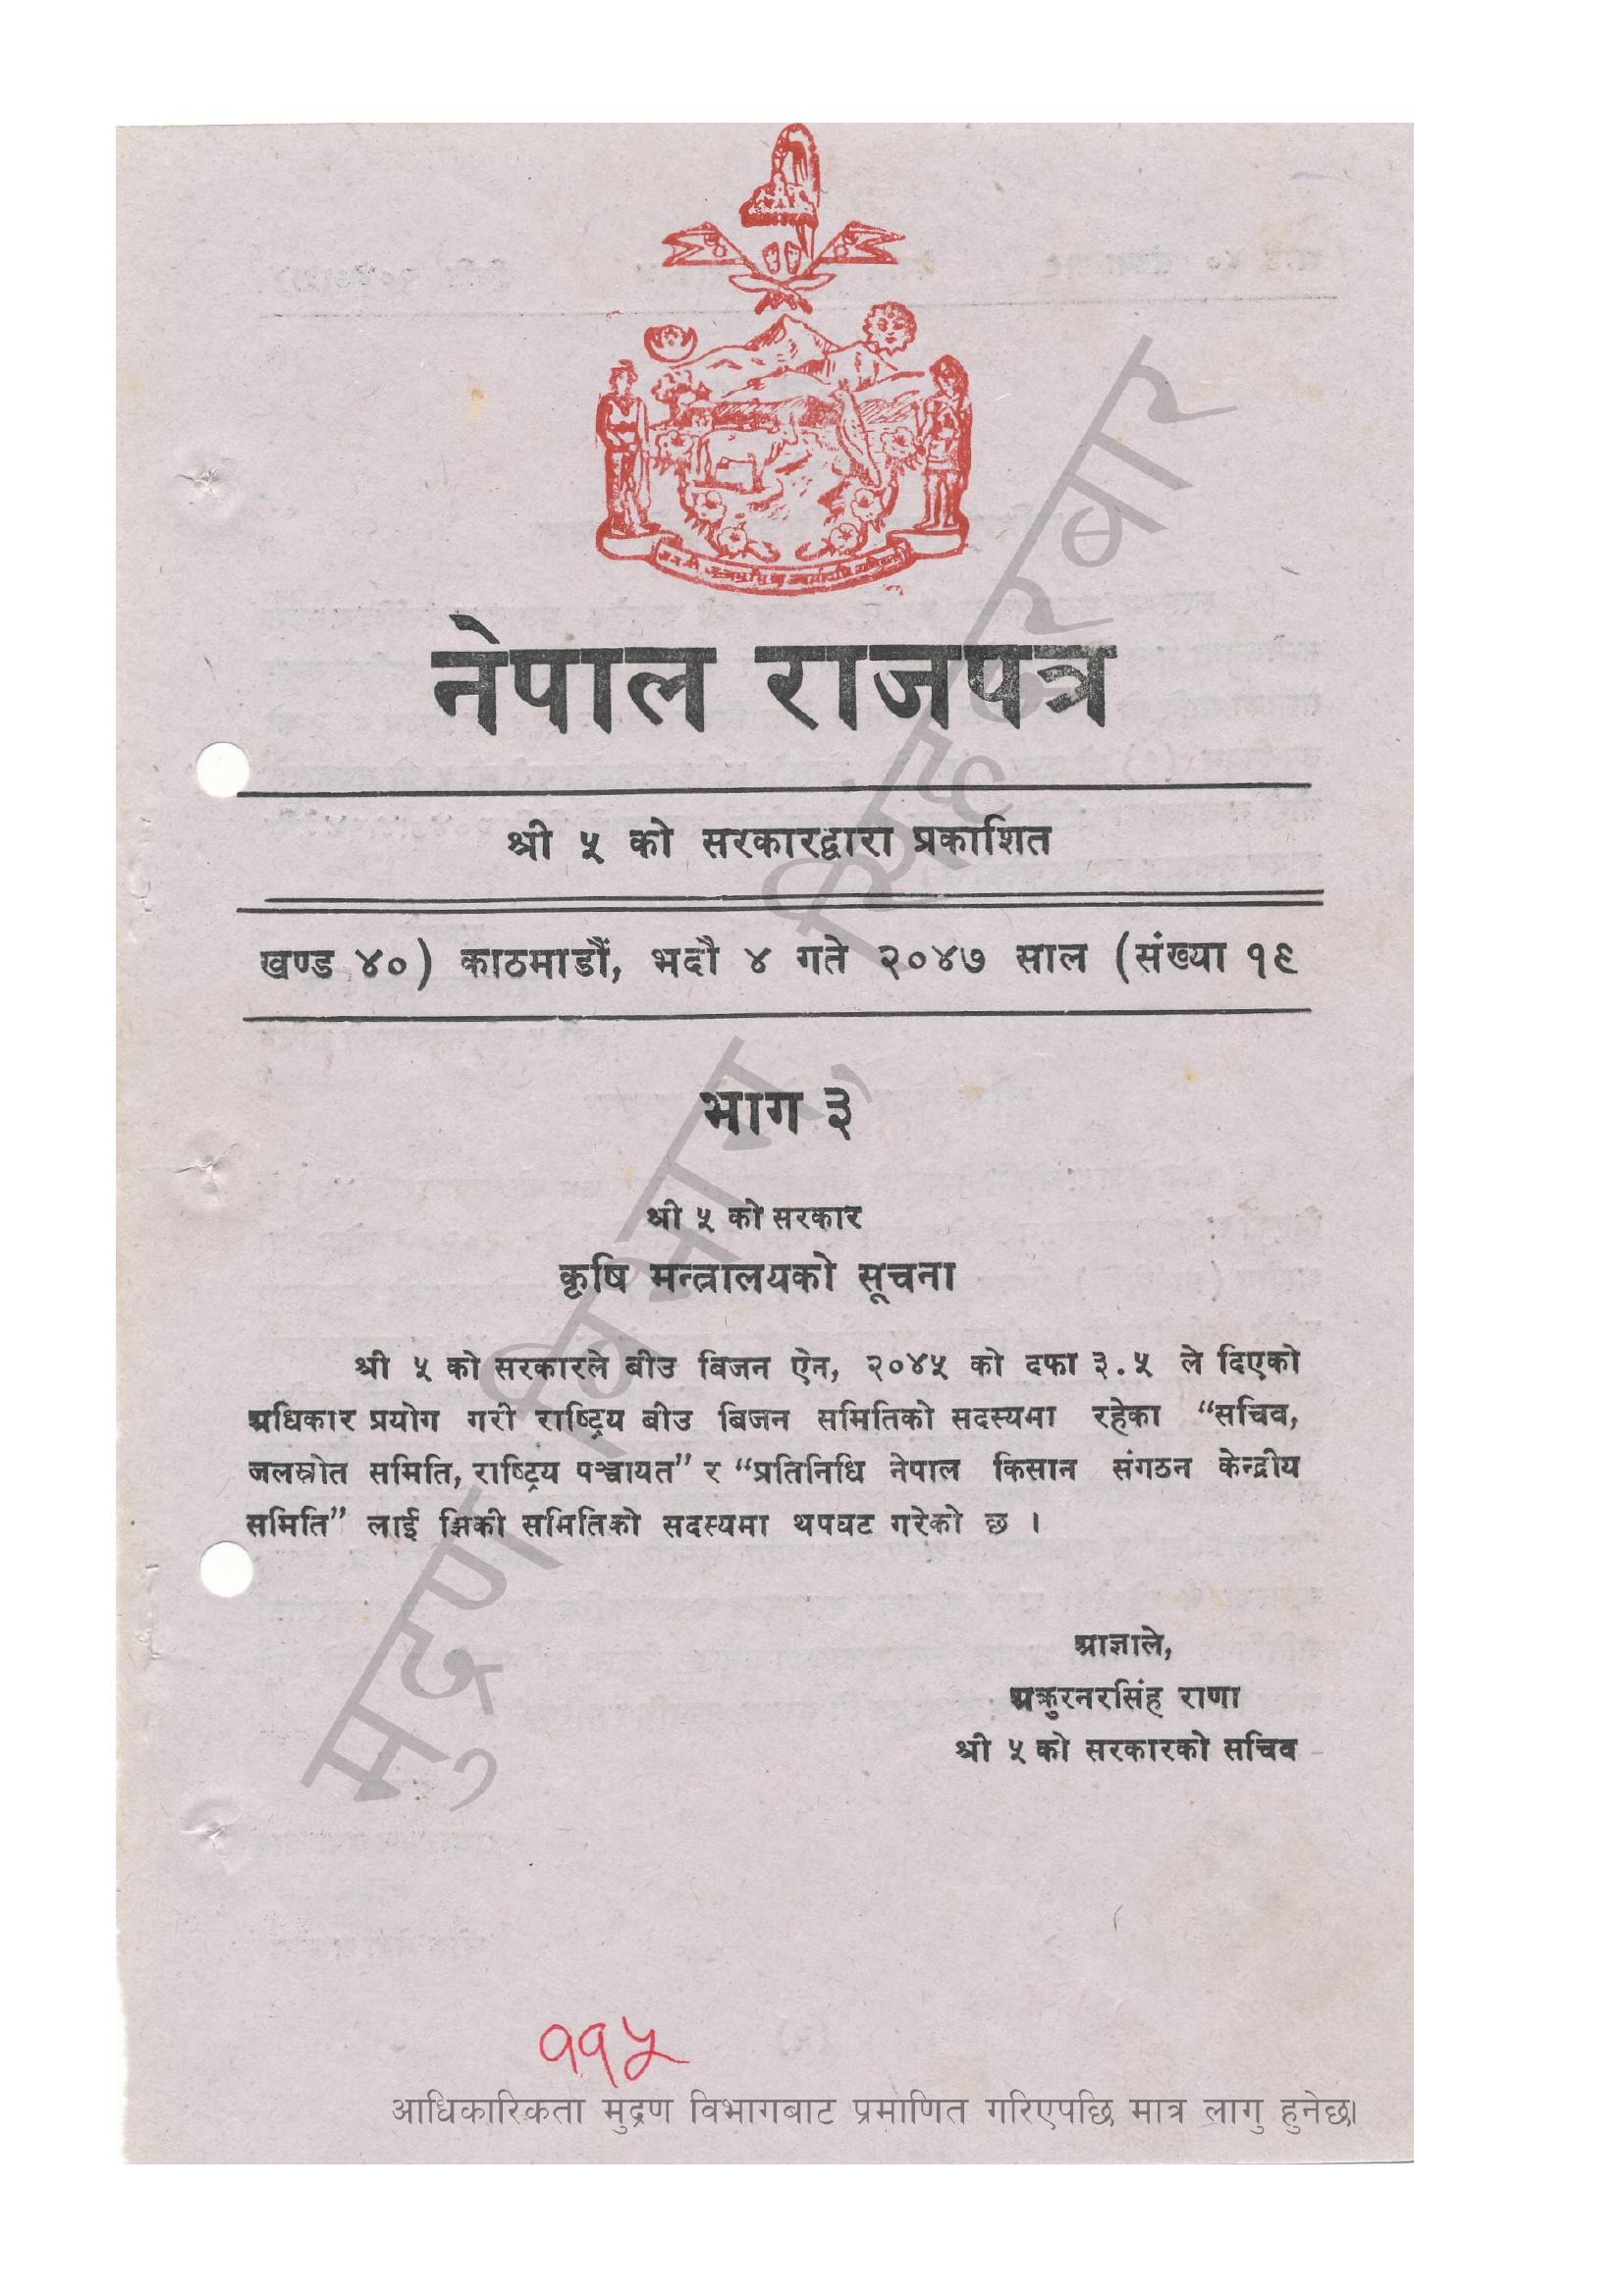 नेपाल राजपत्र
श्री ५ को सरकारद्वारा प्रकाशित
खण्ड ४०) काठमाडौं, भदौ ४ गते २०४७ साल (संख्या १९
भाग ३
श्री ५ को सरकार
कृषि मन्त्रालयको सूचना
श्री ५ को सरकारले बीउ बिजन ऐन, २०४५ को दफा ३.५ ले दिएको
अधिकार प्रयोग गरी राष्ट्रिय बीउ बिजन समितिको सदस्यमा रहेका “सचिव,
जलस्रोत समिति, राष्ट्रिय पञ्चायत” र “प्रतिनिधि नेपाल किसान संगठन केन्द्रीय
समिति” लाई झिकी समितिको सदस्यमा थपघट गरेको छ ।
आज्ञाले,
अक्रुरनरसिंह राणा
श्री ५ को सरकारको सचिव
मुद्रण विभाग, सिंहदरबार
११५
आधिकारिकता मुद्रण विभागबाट प्रमाणित गरिएपछि मात्र लागु हुनेछ।